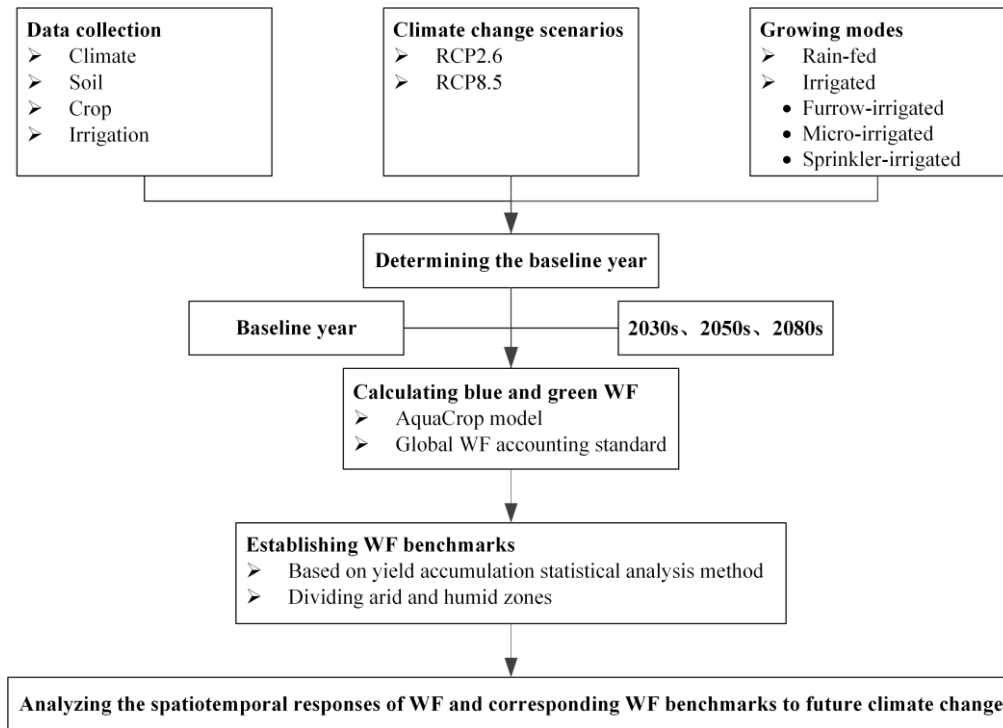 Data collection
➢ Climate
➢ Soil
➢ Crop
➢ Irrigation
Climate change scenarios
➢ RCP2.6
➢ RCP8.5
Growing modes
➢ Rain-fed
➢ Irrigated
• Furrow-irrigated
• Micro-irrigated
• Sprinkler-irrigated
Determining the baseline year
Baseline year
2030s、2050s、2080s
Calculating blue and green WF
➢ AquaCrop model
➢ Global WF accounting standard
Establishing WF benchmarks
➢ Based on yield accumulation statistical analysis method
➢ Dividing arid and humid zones
Analyzing the spatiotemporal responses of WF and corresponding WF benchmarks to future climate change